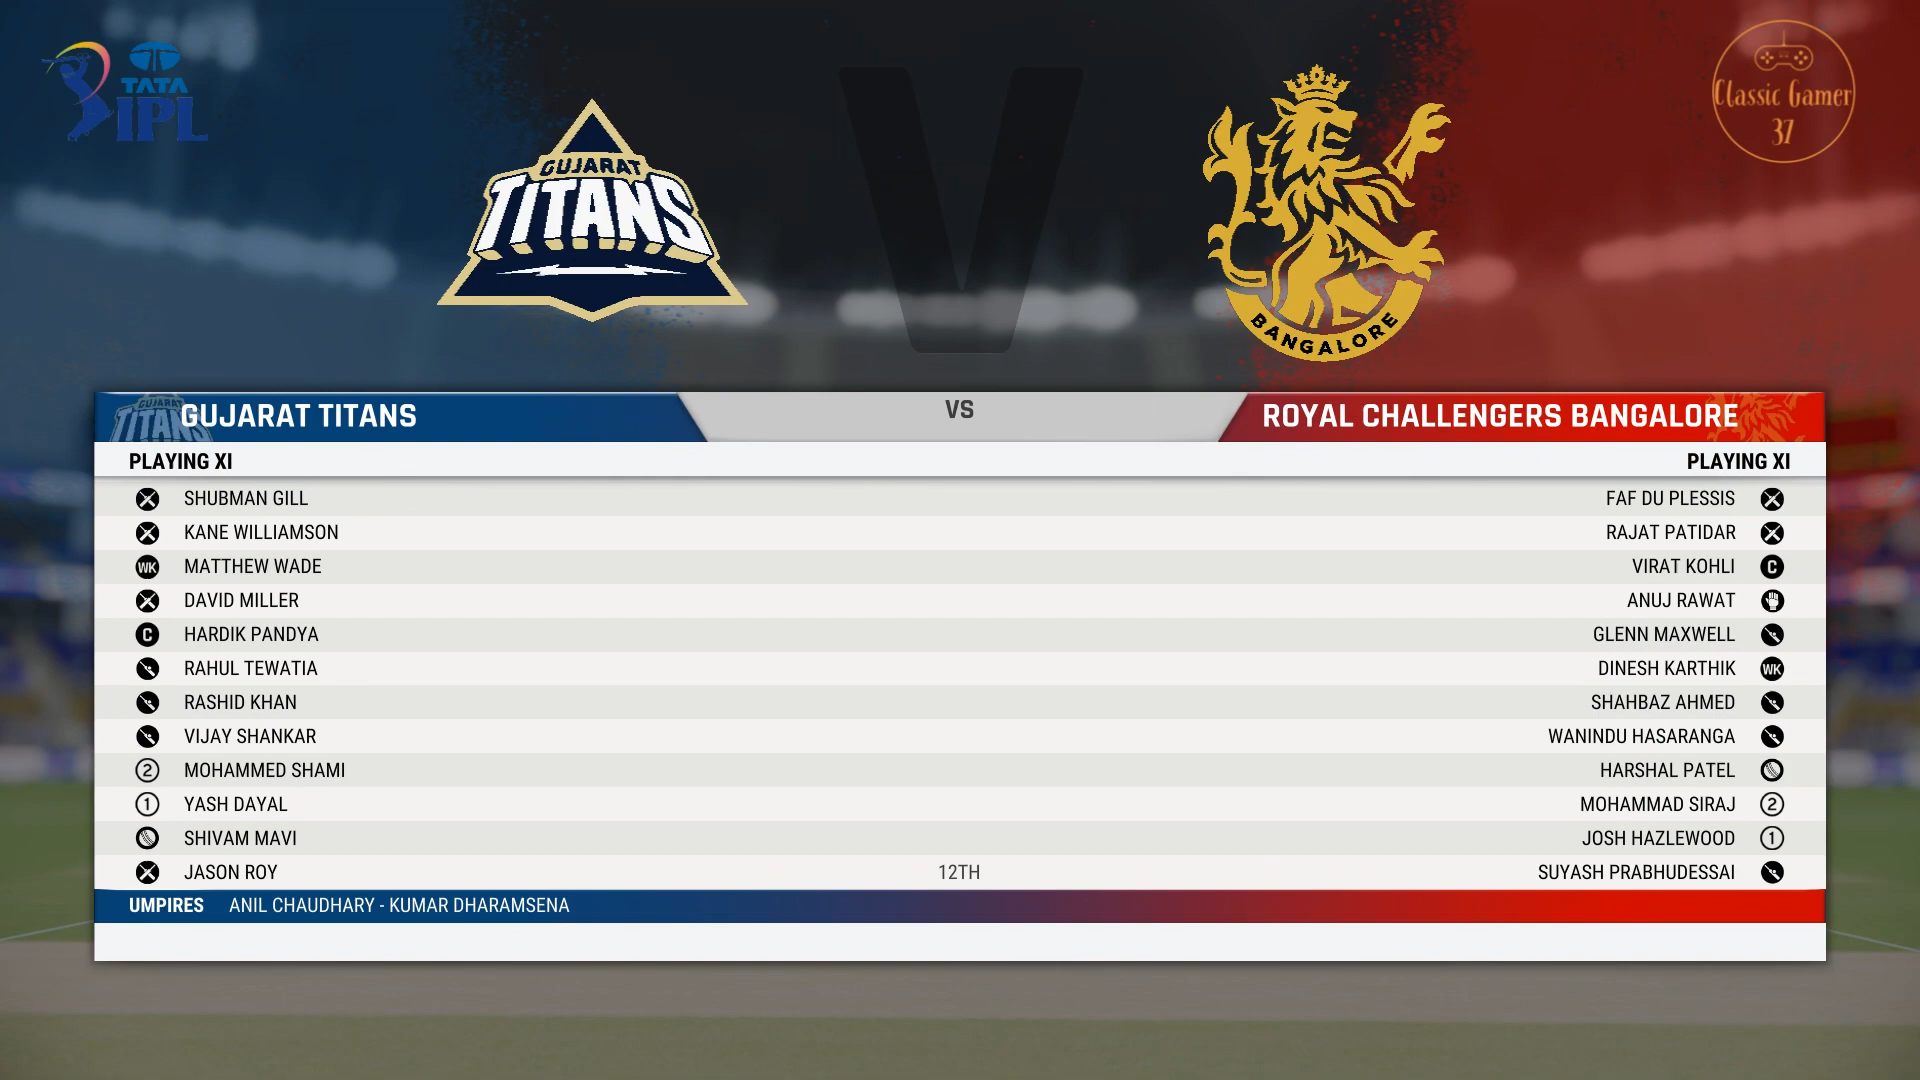 TATA
IPL
Classic Gamer
37
V
GUJARAT
TITANS
BANGALORE
GUJARAT
TITANS
GUJARAT TITANS
VS
ROYAL CHALLENGERS BANGALORE
PLAYING XI
PLAYING XI
SHUBMAN GILL
FAF DU PLESSIS
KANE WILLIAMSON
RAJAT PATIDAR
WK MATTHEW WADE
VIRAT KOHLI C
DAVID MILLER
ANUJ RAWAT
C HARDIK PANDYA
GLENN MAXWELL
RAHUL TEWATIA
DINESH KARTHIK WK
RASHID KHAN
SHAHBAZ AHMED
VIJAY SHANKAR
WANINDU HASARANGA
2 MOHAMMED SHAMI
HARSHAL PATEL
1 YASH DAYAL
MOHAMMAD SIRAJ 2
SHIVAM MAVI
JOSH HAZLEWOOD 1
JASON ROY
12TH
SUYASH PRABHUDESSAI
UMPIRES ANIL CHAUDHARY - KUMAR DHARAMSENA